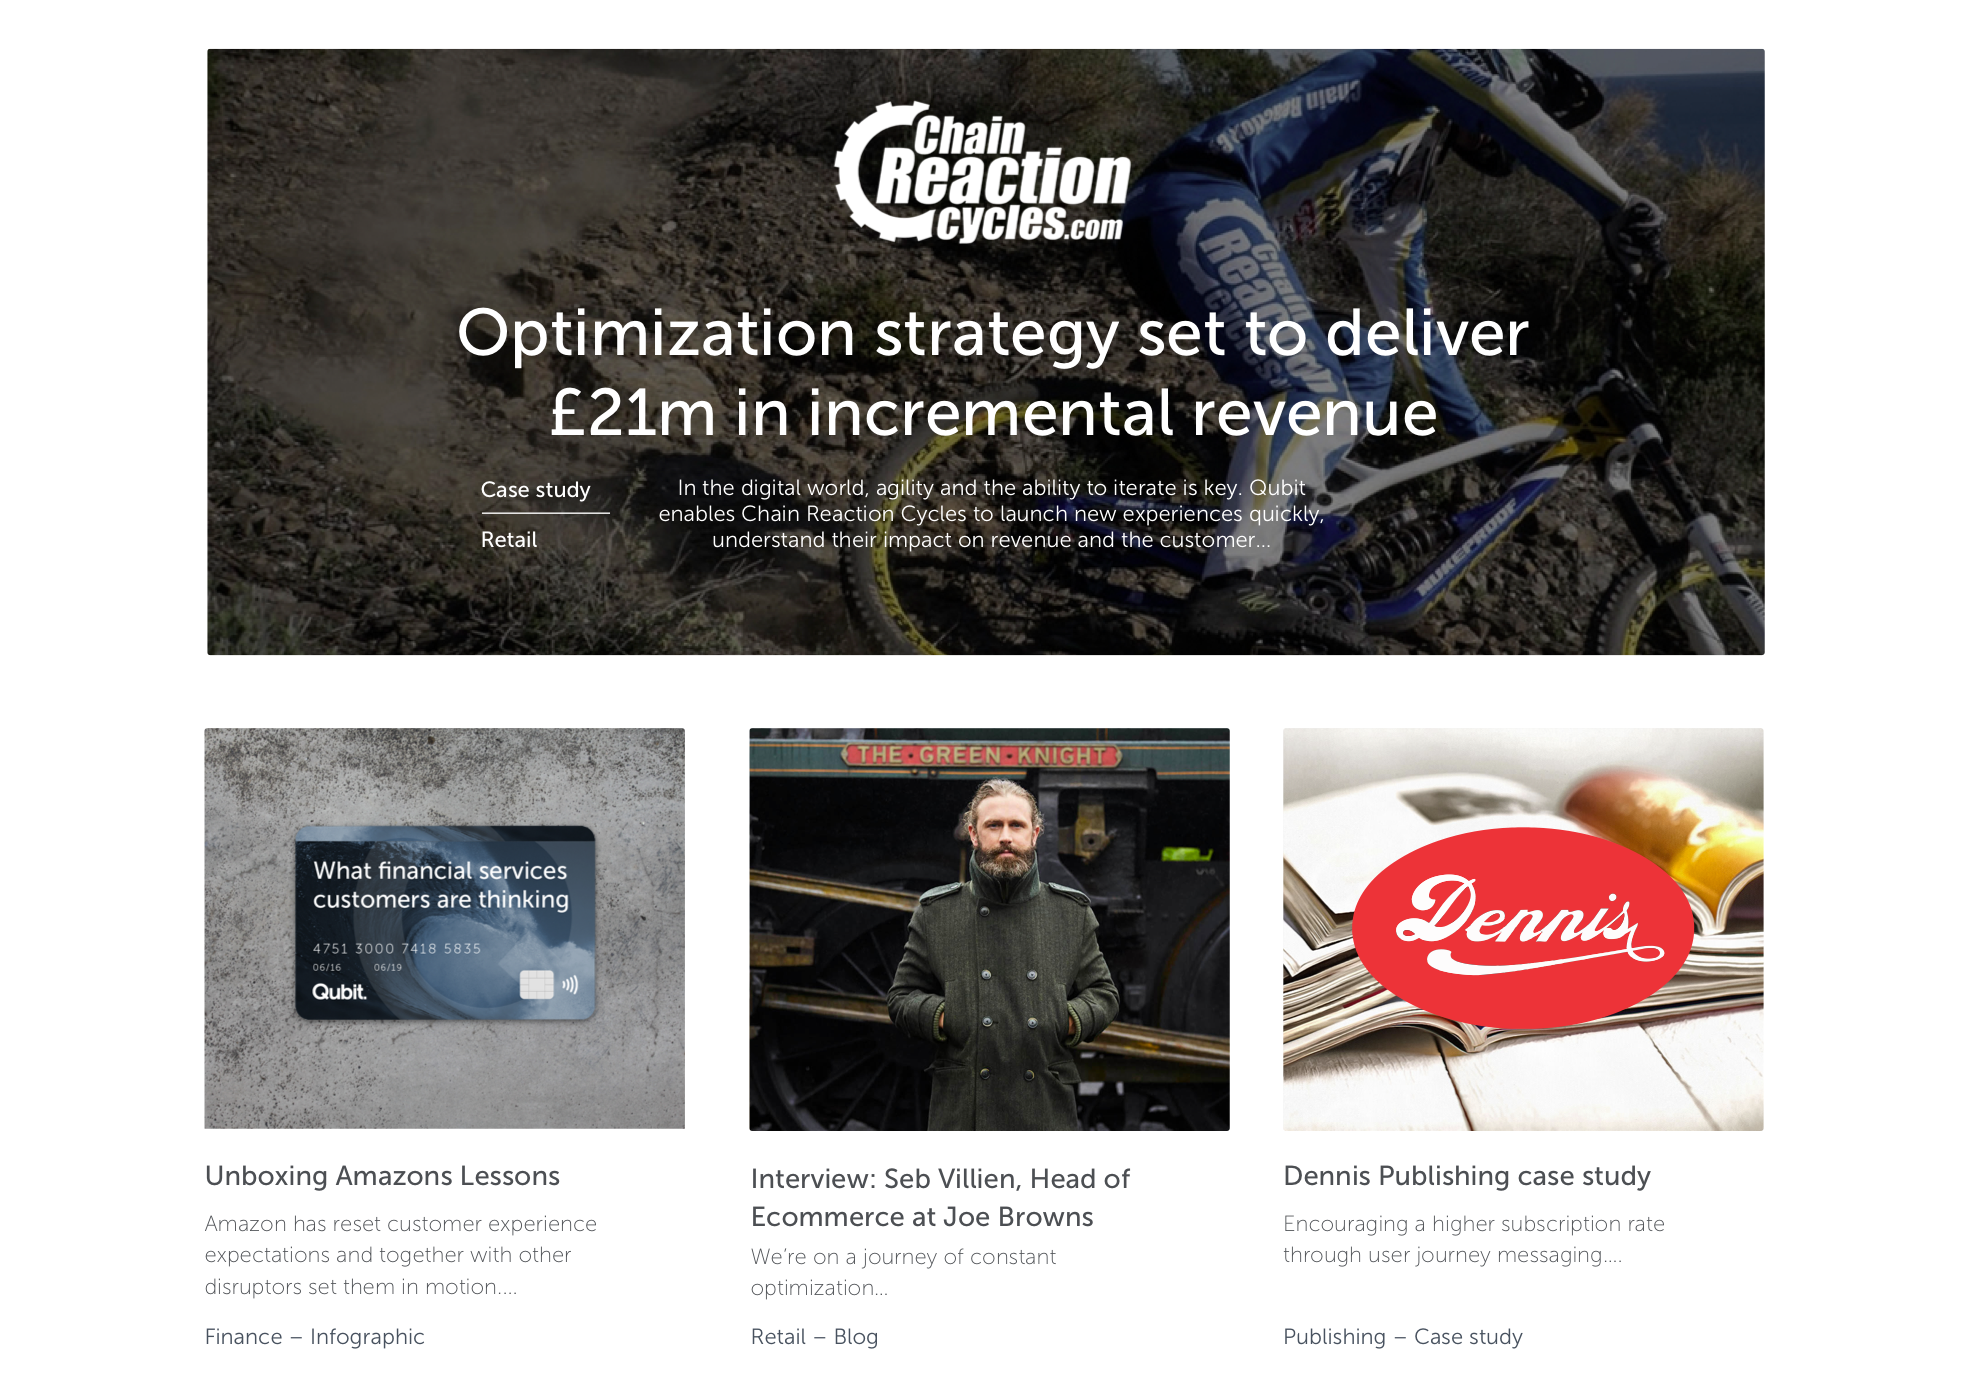 Chain
Reaction
cycles.com
Chain Reaction
Chain
Reaction
cycles
Optimization strategy set to deliver
£21m in incremental revenue
Case study
Retail
In the digital world, agility and the ability to iterate is key. Qubit
enables Chain Reaction Cycles to launch new experiences quickly,
understand their impact on revenue and the customer...
NUKEPROOF
What financial services
customers are thinking
4751 3000 7418 5835
06/16 06/19
Qubit.
THE · GREEN · KNIGHT
Dennis
Unboxing Amazons Lessons
Amazon has reset customer experience
expectations and together with other
disruptors set them in motion....
Finance – Infographic
Interview: Seb Villien, Head of
Ecommerce at Joe Browns
We're on a journey of constant
optimization...
Retail – Blog
Dennis Publishing case study
Encouraging a higher subscription rate
through user journey messaging....
Publishing – Case study